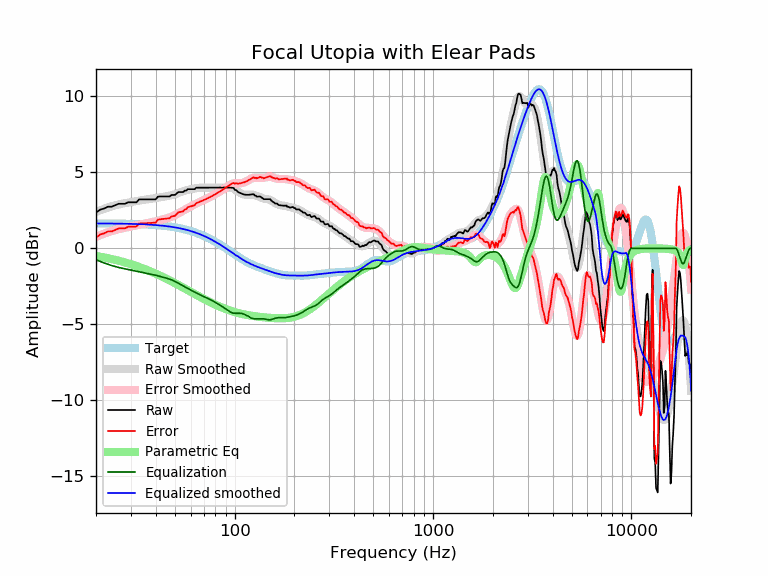 Focal Utopia with Elear Pads
Amplitude (dBr)
10
5
0
−5
−10
−15
Target
Raw Smoothed
Error Smoothed
Raw
Error
Parametric Eq
Equalization
Equalized smoothed
100
1000
10000
Frequency (Hz)